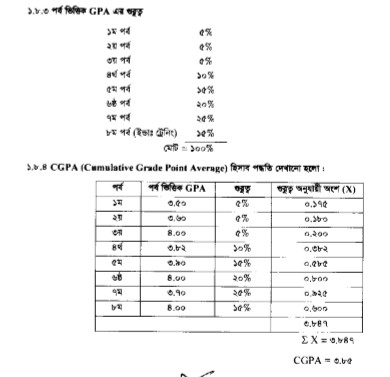 ১.৮.৩ পর্ব ভিত্তিক GPA এর গুরুত্ব
১ম পর্ব ৫%
২য় পর্ব ৫%
৩য় পর্ব ৫%
৪র্থ পর্ব ১০%
৫ম পর্ব ১৫%
৬ষ্ঠ পর্ব ২০%
৭ম পর্ব ২৫%
৮ম পর্ব (ইন্ডাঃ ট্রেনিং) ১৫%
মোট = ১০০%
১.৮.৪ CGPA (Cumulative Grade Point Average) হিসাব পদ্ধতি দেখানো হলো :
পর্ব পর্ব ভিত্তিক GPA গুরুত্ব গুরুত্ব অনুযায়ী অংশ (X)
১ম ৩.৫০ ৫% ০.১৭৫
২য় ৩.৬০ ৫% ০.১৮০
৩য় ৪.০০ ৫% ০.২০০
৪র্থ ৩.৮২ ১০% ০.৩৮২
৫ম ৩.৯০ ১৫% ০.৫৮৫
৬ষ্ঠ ৪.০০ ২০% ০.৮০০
৭ম ৩.৭০ ২৫% ০.৯২৫
৮ম ৪.০০ ১৫% ০.৬০০
৩.৮৪৭
Σ X = ৩.৮৪৭
CGPA = ৩.৮৫